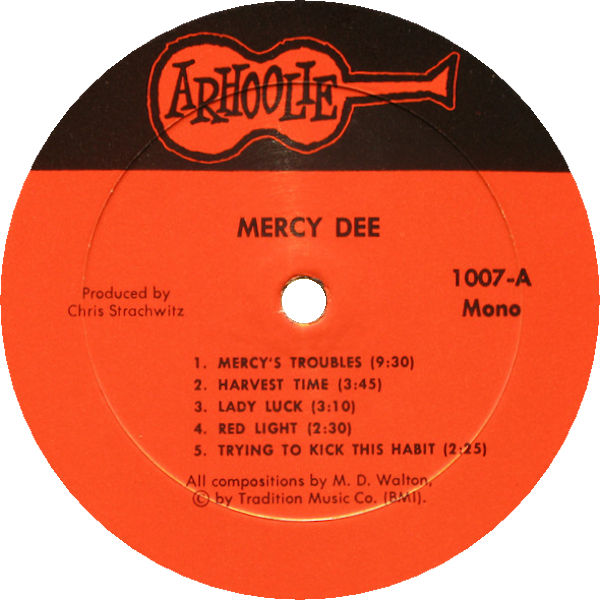 ARHOOLIE
MERCY DEE
Produced by
Chris Strachwitz
1007-A
Mono
1. MERCY'S TROUBLES (9:30)
2. HARVEST TIME (3:45)
3. LADY LUCK (3:10)
4. RED LIGHT (2:30)
5. TRYING TO KICK THIS HABIT (2:25)
All compositions by M. D. Walton,
© by Tradition Music Co. (BMI).